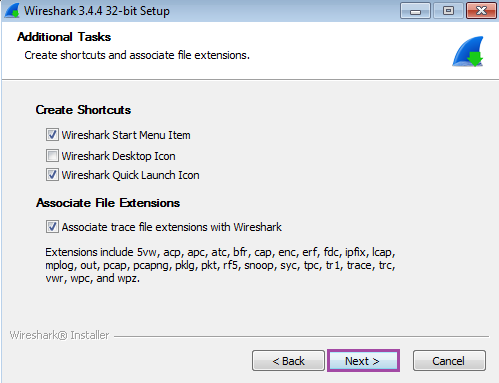 Wireshark 3.4.4 32-bit Setup
Additional Tasks
Create shortcuts and associate file extensions.
Create Shortcuts
Wireshark Start Menu Item
Wireshark Desktop Icon
Wireshark Quick Launch Icon
Associate File Extensions
Associate trace file extensions with Wireshark
Extensions include 5vw, acp, apc, atc, bfr, cap, enc, erf, fdc, ipfix, lcap,
mplog, out, pcap, pcapng, pklg, pkt, rf5, snoop, syc, tpc, tr1, trace, trc,
vwr, wpc, and wpz.
Wireshark® Installer
< Back
Next >
Cancel